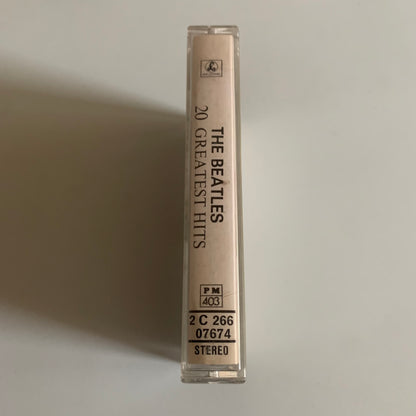 THE BEATLES
20 GREATEST HITS
PM
403
2 C 266
07674
STEREO